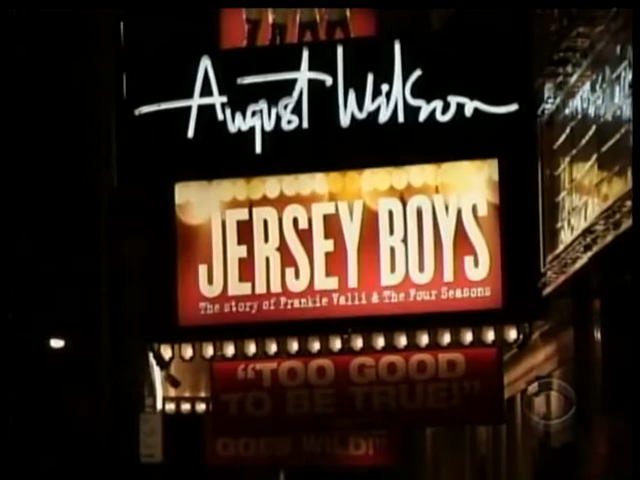 August Wilson
JERSEY BOYS
The story of Frankie Valli & The Four Seasons
"TOO GOOD
TO BE TRUE!"
GOES WILD!"